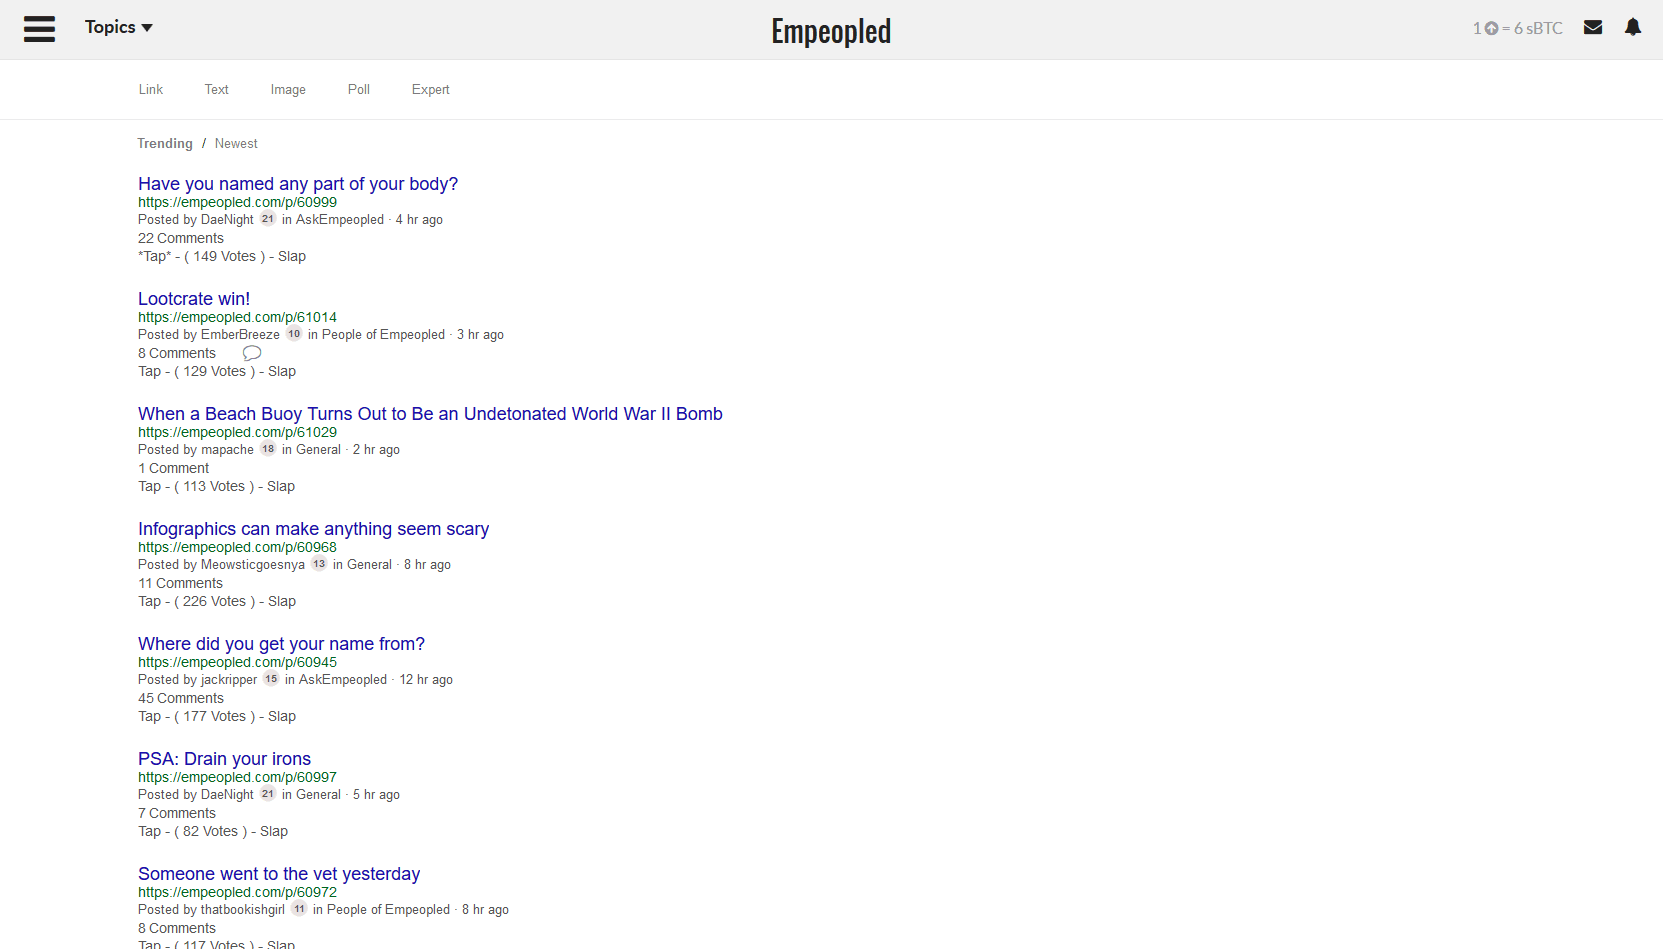 Topics
Empeopled
1 = 6 sBTC
Link Text Image Poll Expert
Trending / Newest
Have you named any part of your body?
https://empeopled.com/p/60999
Posted by DaeNight 21 in AskEmpeopled · 4 hr ago
22 Comments
*Tap* - ( 149 Votes ) - Slap
Lootcrate win!
https://empeopled.com/p/61014
Posted by EmberBreeze 10 in People of Empeopled · 3 hr ago
8 Comments
Tap - ( 129 Votes ) - Slap
When a Beach Buoy Turns Out to Be an Undetonated World War II Bomb
https://empeopled.com/p/61029
Posted by mapache 18 in General · 2 hr ago
1 Comment
Tap - ( 113 Votes ) - Slap
Infographics can make anything seem scary
https://empeopled.com/p/60968
Posted by Meowsticgoesnya 13 in General · 8 hr ago
11 Comments
Tap - ( 226 Votes ) - Slap
Where did you get your name from?
https://empeopled.com/p/60945
Posted by jackripper 15 in AskEmpeopled · 12 hr ago
45 Comments
Tap - ( 177 Votes ) - Slap
PSA: Drain your irons
https://empeopled.com/p/60997
Posted by DaeNight 21 in General · 5 hr ago
7 Comments
Tap - ( 82 Votes ) - Slap
Someone went to the vet yesterday
https://empeopled.com/p/60972
Posted by thatbookishgirl 11 in People of Empeopled · 8 hr ago
8 Comments
Tap - ( 117 Votes ) - Slap